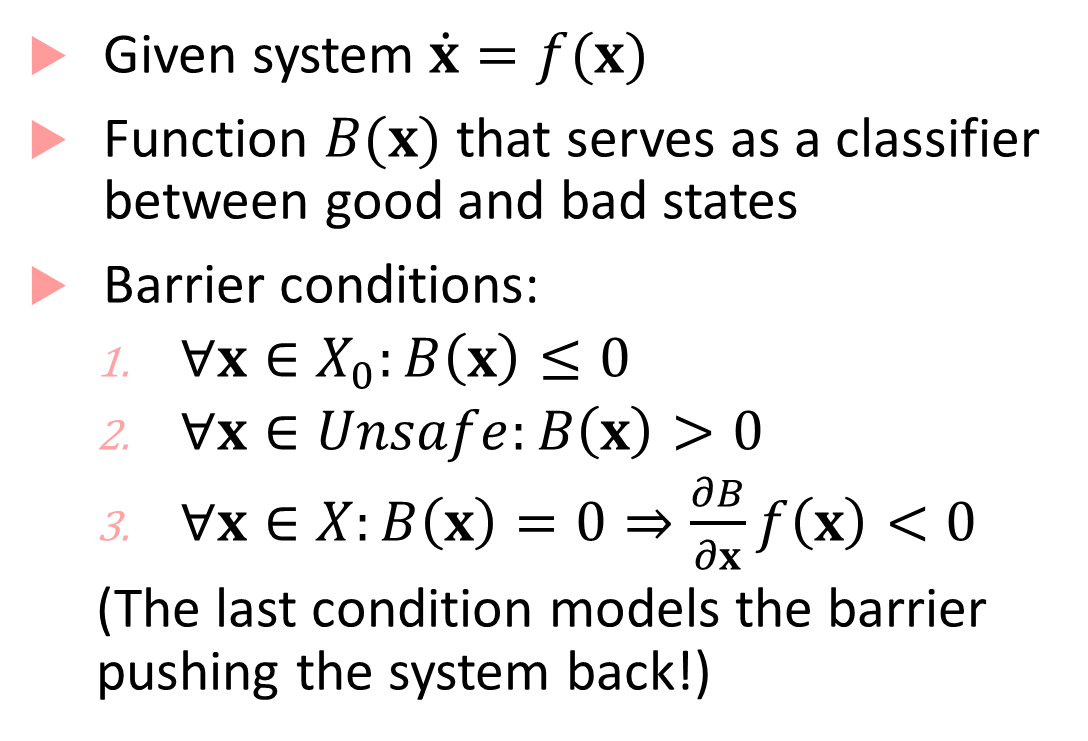 ▶ Given system ẋ = f(x)
▶ Function B(x) that serves as a classifier
between good and bad states
▶ Barrier conditions:
1. ∀x ∈ X₀: B(x) ≤ 0
2. ∀x ∈ Unsafe: B(x) > 0
3. ∀x ∈ X: B(x) = 0 ⇒ ∂B/∂x f(x) < 0
(The last condition models the barrier
pushing the system back!)